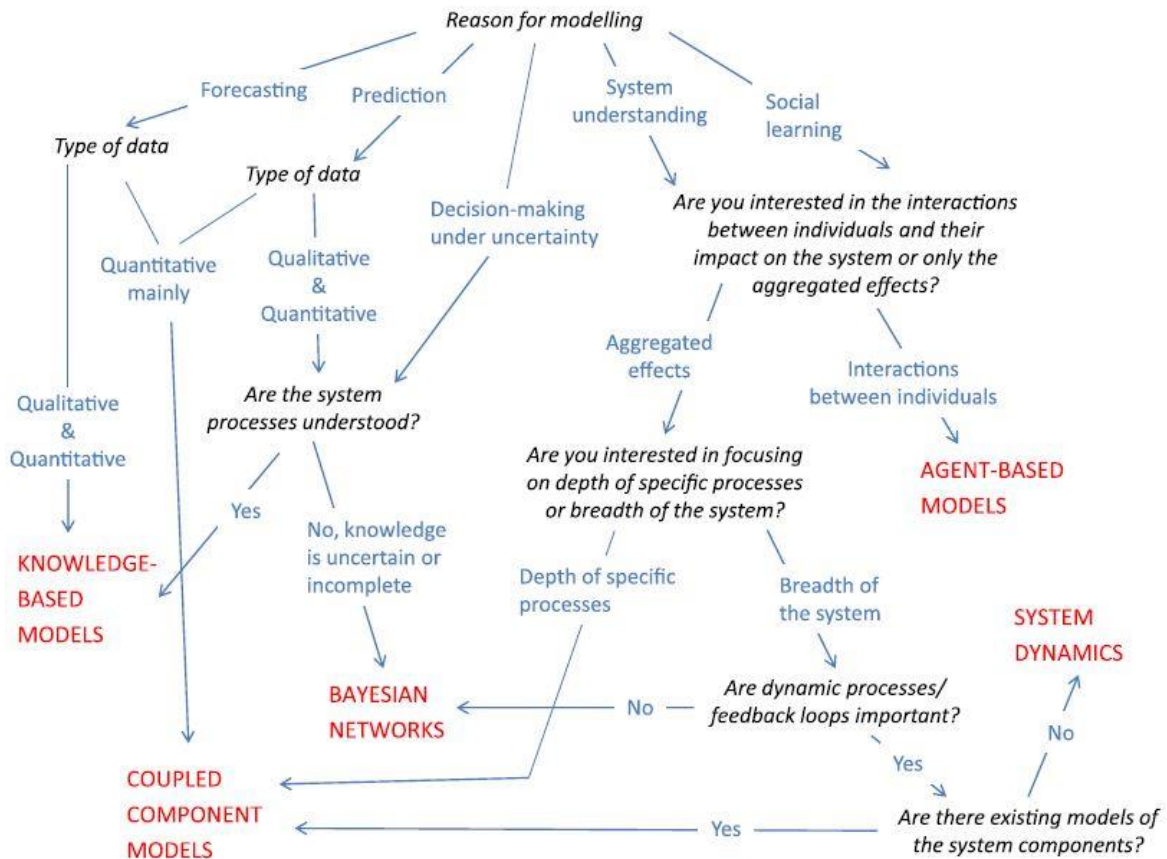 Reason for modelling
Forecasting
Prediction
System
understanding
Social
learning
Type of data
Type of data
Decision-making
under uncertainty
Are you interested in the interactions
between individuals and their
impact on the system or only the
aggregated effects?
Quantitative
mainly
Qualitative
&
Quantitative
Aggregated
effects
Interactions
between individuals
Are the system
processes understood?
Qualitative
&
Quantitative
Are you interested in focusing
on depth of specific processes
or breadth of the system?
AGENT-BASED
MODELS
Yes
No, knowledge
is uncertain or
incomplete
KNOWLEDGE-
BASED
MODELS
Depth of specific
processes
Breadth of
the system
SYSTEM
DYNAMICS
BAYESIAN
NETWORKS
No
Are dynamic processes/
feedback loops important?
No
Yes
COUPLED
COMPONENT
MODELS
Yes
Are there existing models of
the system components?